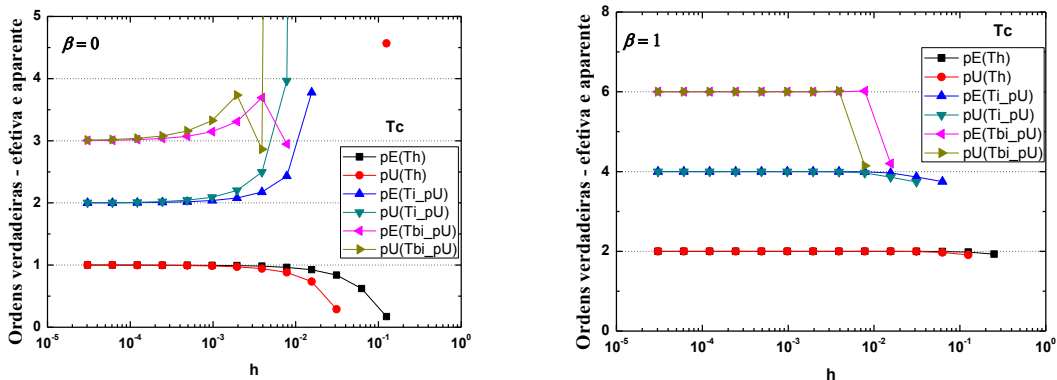 Ordens verdadeiras - efetiva e aparente
5
4
3
2
1
0
β=0
Tc
pE(Th)
pU(Th)
pE(Ti_pU)
pU(Ti_pU)
pE(Tbi_pU)
pU(Tbi_pU)
10^-5 10^-4 10^-3 10^-2 10^-1 10^0
h
Ordens verdadeiras - efetiva e aparente
8
6
4
2
0
β=1
Tc
pE(Th)
pU(Th)
pE(Ti_pU)
pU(Ti_pU)
pE(Tbi_pU)
pU(Tbi_pU)
10^-5 10^-4 10^-3 10^-2 10^-1 10^0
h